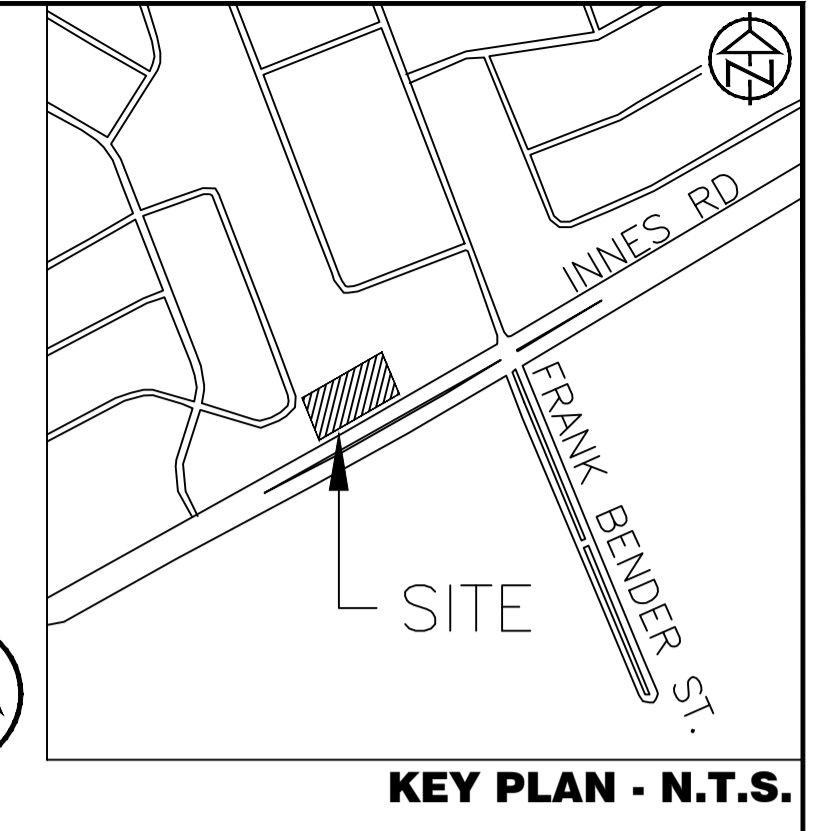 N
INNES RD
FRANK BENDER ST.
SITE
KEY PLAN - N.T.S.